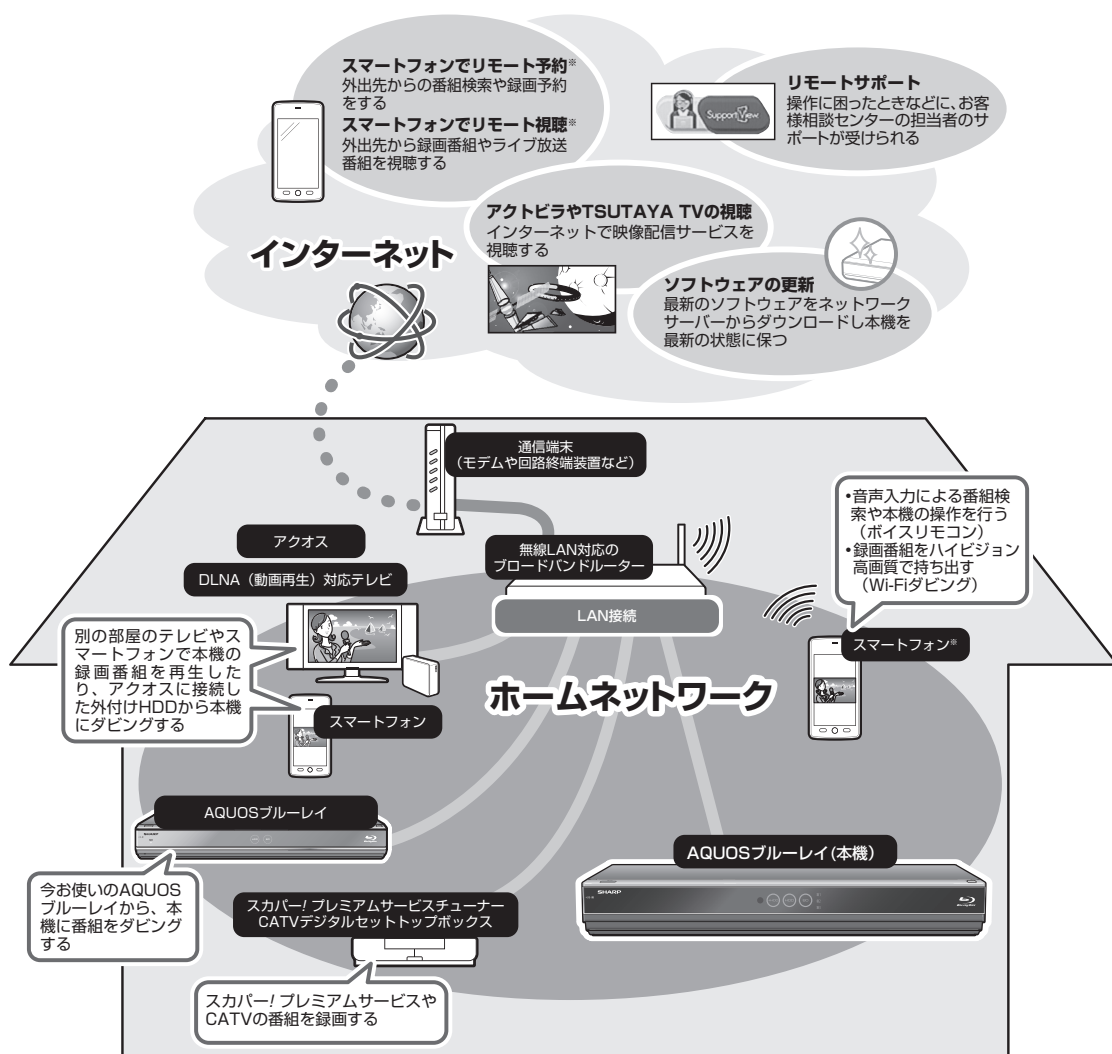 スマートフォンでリモート予約※
外出先からの番組検索や録画予約
をする
スマートフォンでリモート視聴※
外出先から録画番組やライブ放送
番組を視聴する
SupportView
リモートサポート
操作に困ったときなどに、お客
様相談センターの担当者のサ
ポートが受けられる
アクトビラやTSUTAYA TVの視聴
インターネットで映像配信サービスを
視聴する
インターネット
ソフトウェアの更新
最新のソフトウェアをネットワーク
サーバーからダウンロードし本機を
最新の状態に保つ
通信端末
（モデムや回路終端装置など）
•音声入力による番組検
索や本機の操作を行う
（ボイスリモコン）
•録画番組をハイビジョン
高画質で持ち出す
（Wi-Fiダビング）
アクオス
DLNA（動画再生）対応テレビ
無線LAN対応の
ブロードバンドルーター
LAN接続
スマートフォン※
別の部屋のテレビやス
マートフォンで本機の
録画番組を再生した
り、アクオスに接続し
た外付けHDDから本機
にダビングする
スマートフォン
ホームネットワーク
AQUOSブルーレイ
SHARP
AQUOSブルーレイ(本機）
SHARP
Blu-ray Disc
今お使いのAQUOS
ブルーレイから、本
機に番組をダビング
する
スカパー! プレミアムサービスチューナー
CATVデジタルセットトップボックス
スカパー! プレミアムサービスや
CATVの番組を録画する